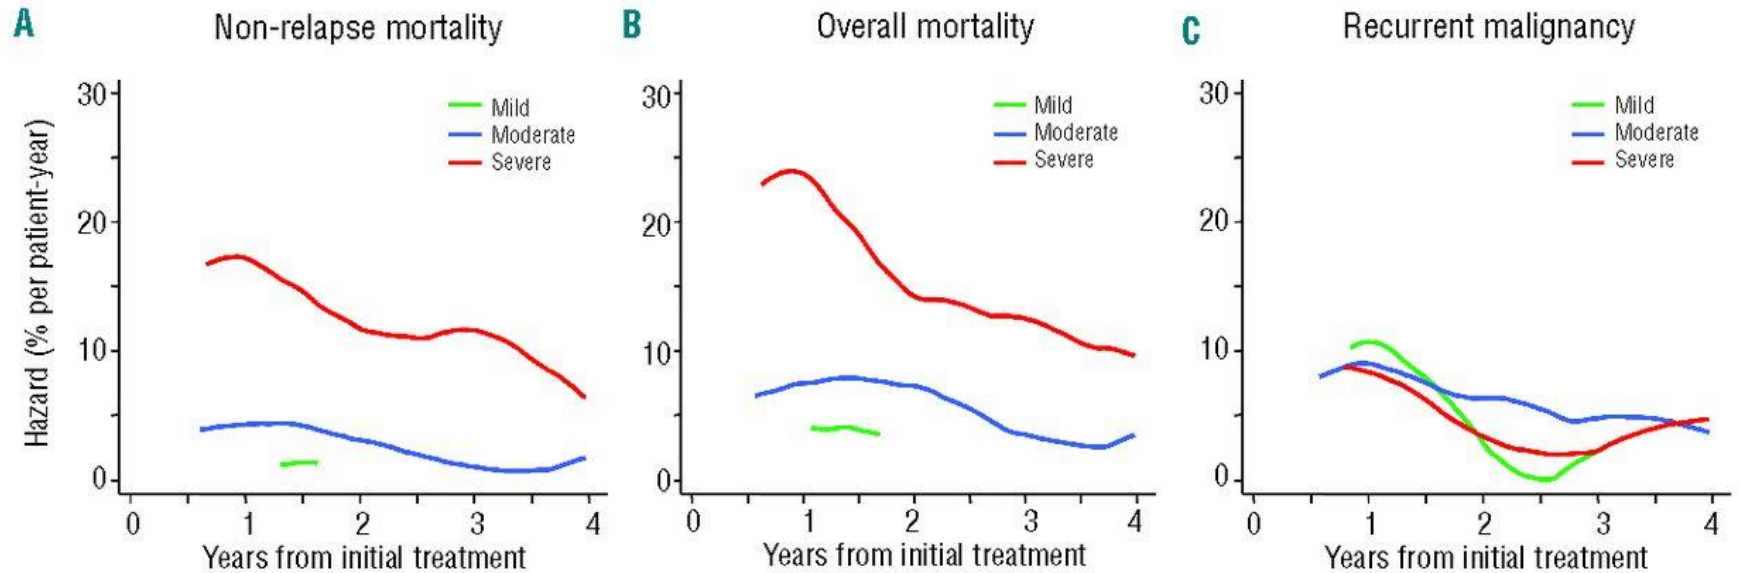 A
Non-relapse mortality
Hazard (% per patient-year)
30
20
10
0
Mild
Moderate
Severe
0 1 2 3 4
Years from initial treatment
B
Overall mortality
30
20
10
0
Mild
Moderate
Severe
0 1 2 3 4
Years from initial treatment
C
Recurrent malignancy
30
20
10
0
Mild
Moderate
Severe
0 1 2 3 4
Years from initial treatment